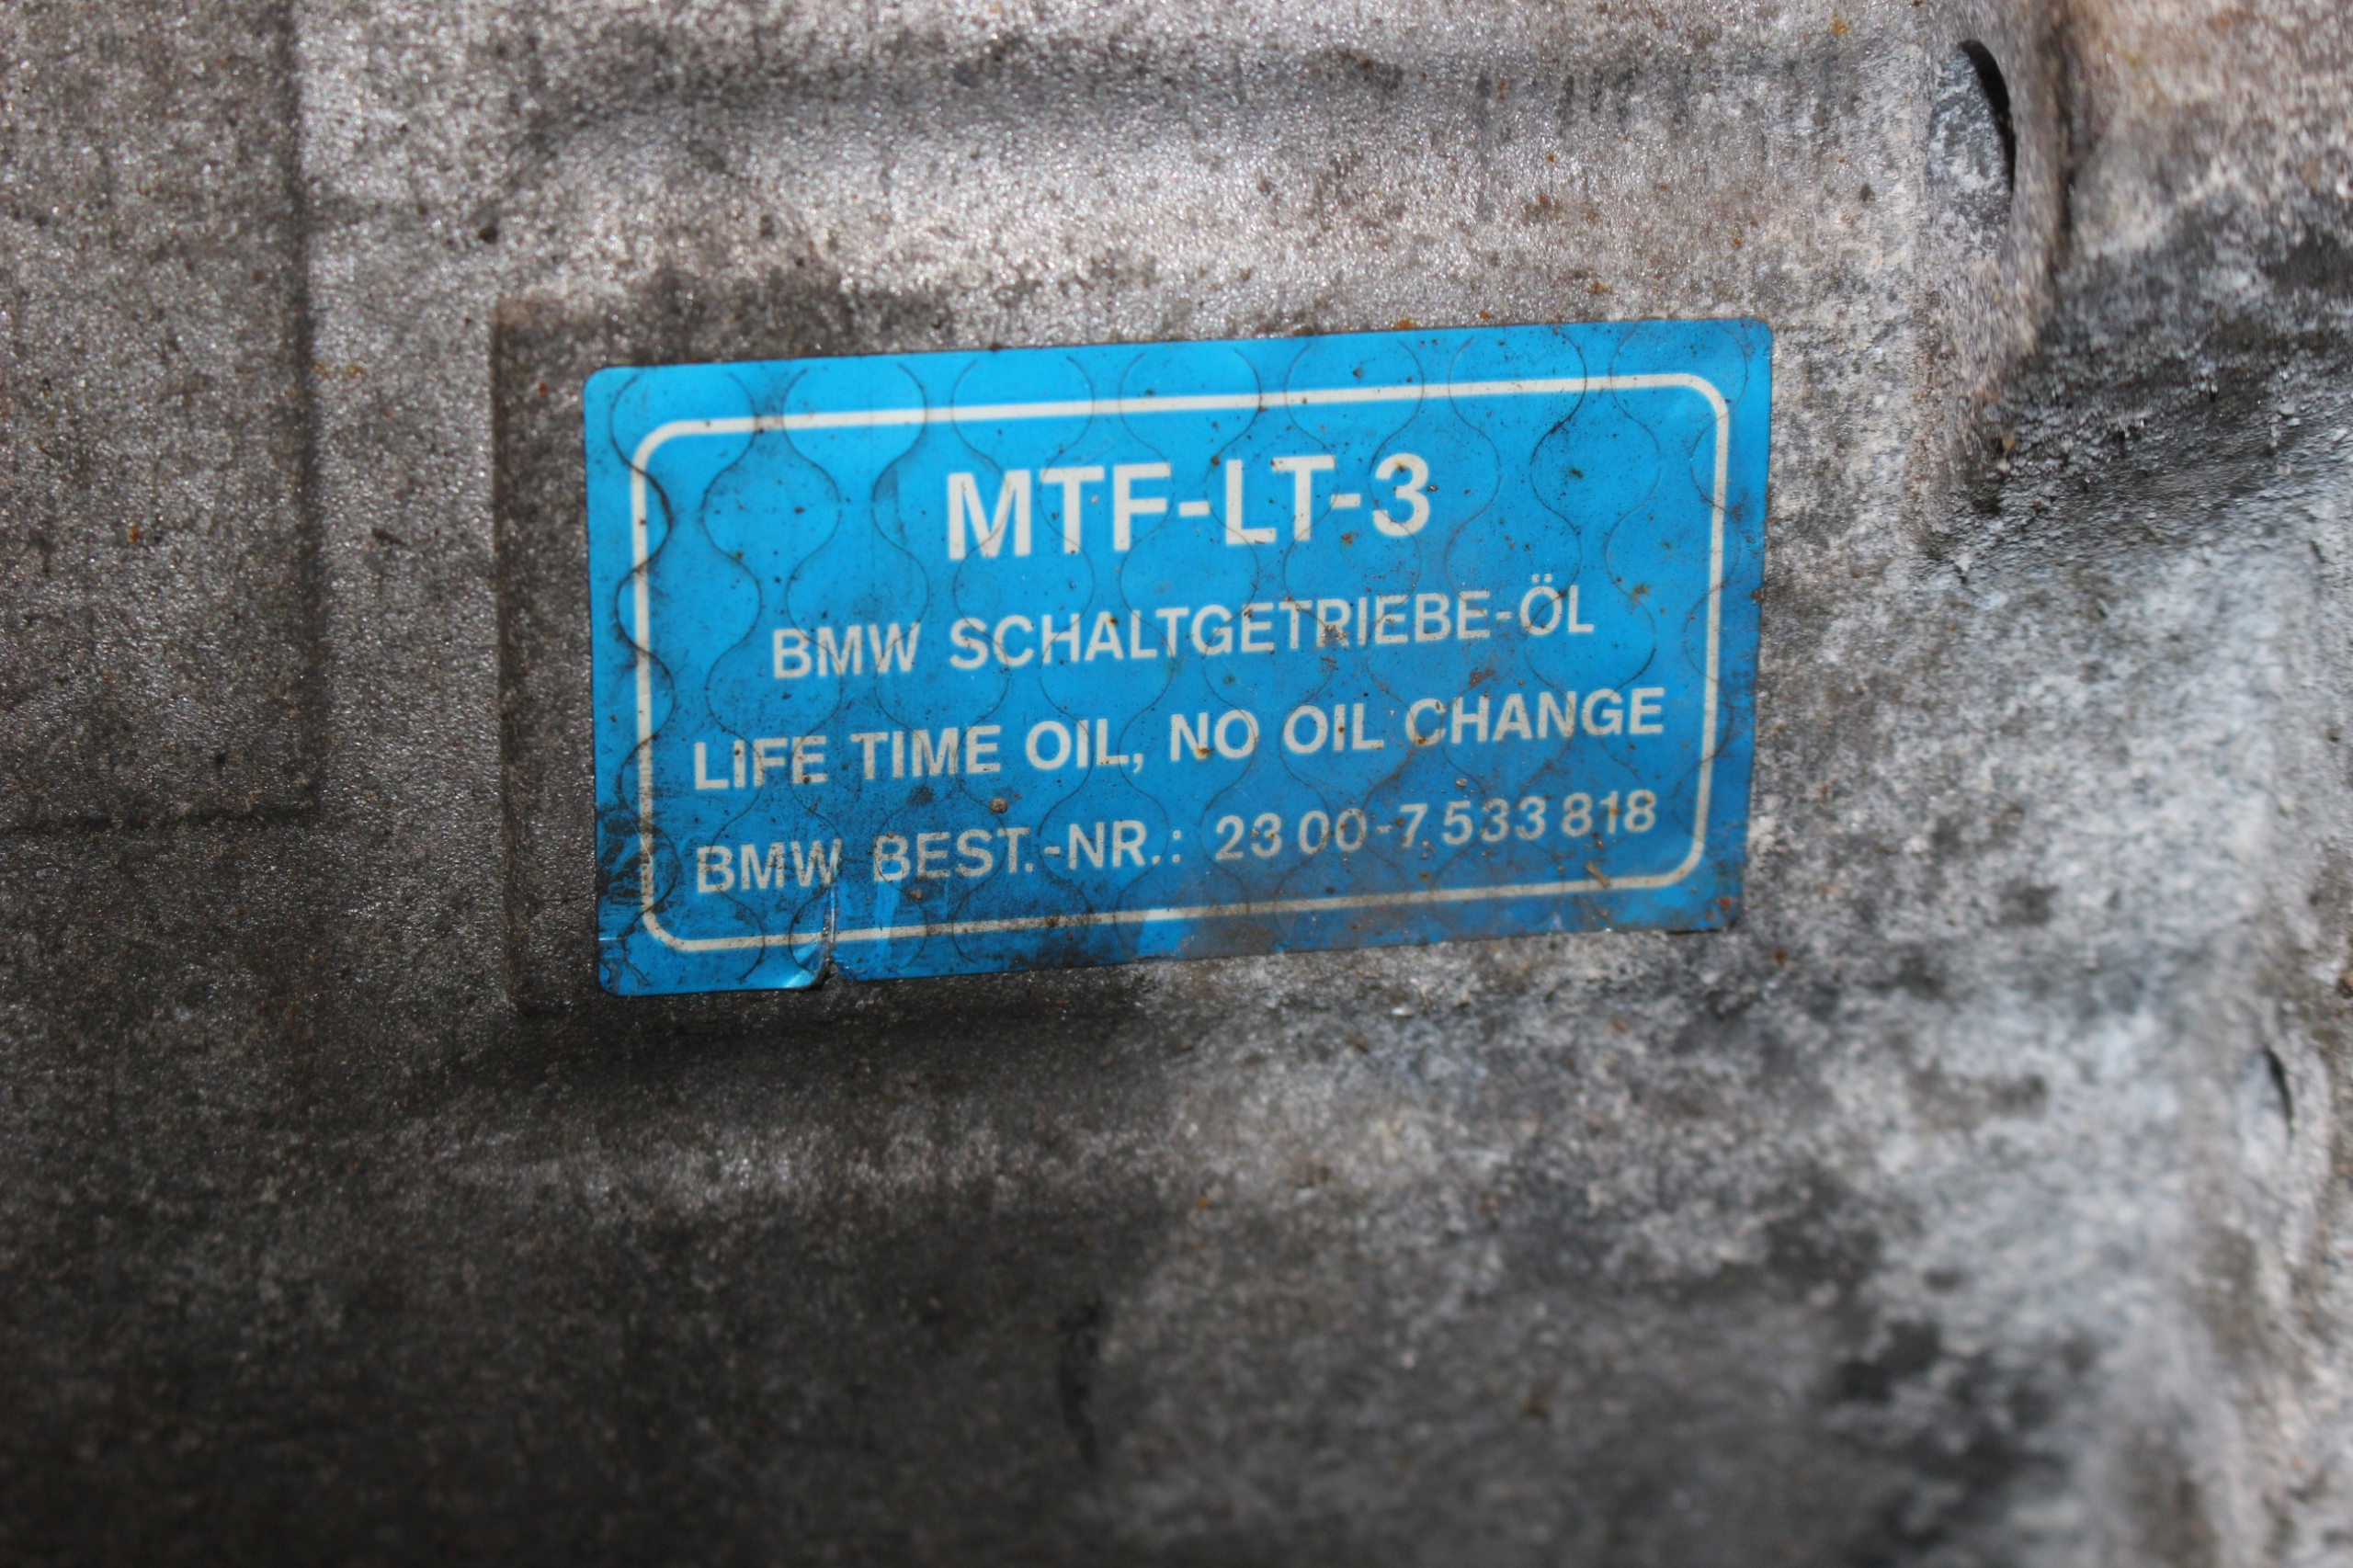 MTF-LT-3
BMW SCHALTGETRIEBE-ÖL
LIFE TIME OIL, NO OIL CHANGE
BMW BEST.-NR.: 23 00-7 533 818